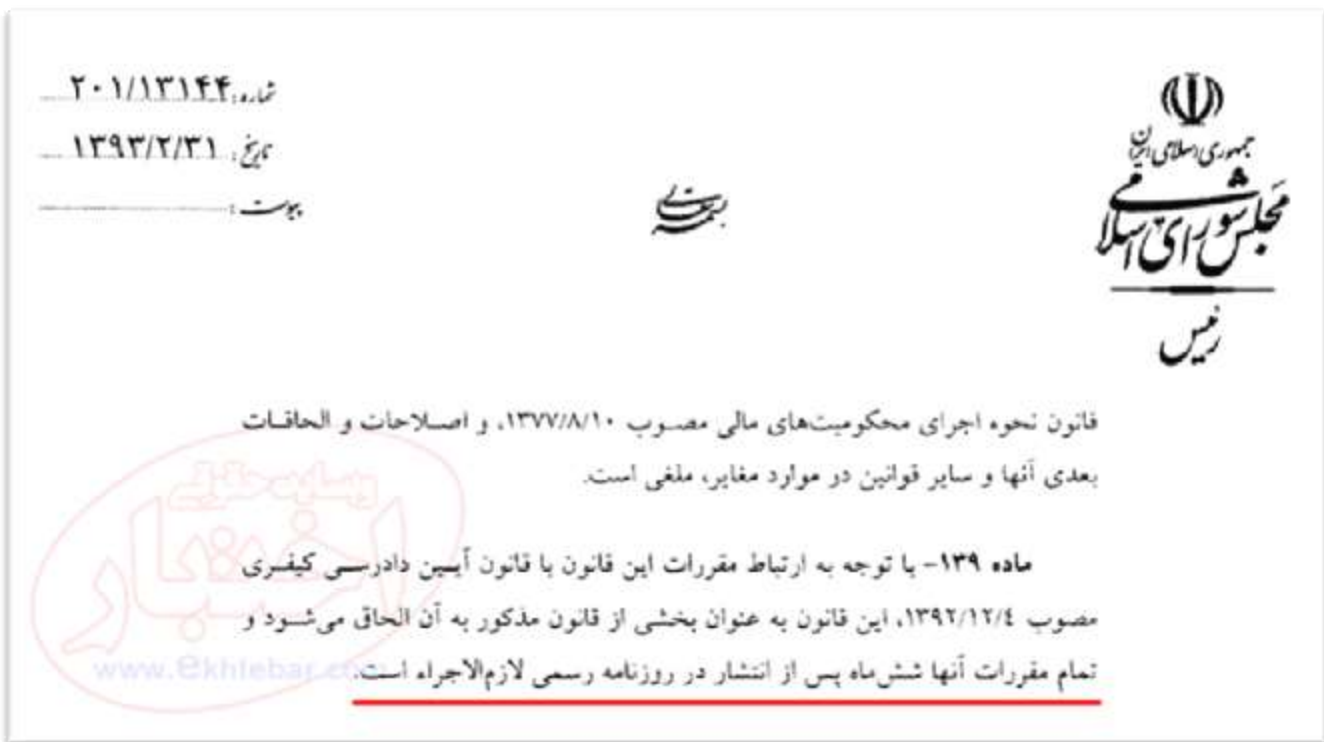 شماره: ۲۰۱/۱۳۱۴۴
تاریخ: ۱۳۹۳/۲/۳۱
پیوست:
جمهوری اسلامی ایران
مجلس شورای اسلامی
رئیس
بسمه تعالی
قانون نحوه اجرای محکومیت‌های مالی مصوب ۱۳۷۷/۸/۱۰، و اصلاحات و الحاقات
بعدی آنها و سایر قوانین در موارد مغایر، ملغی است.
ماده ۱۳۹- با توجه به ارتباط مقررات این قانون با قانون آیین دادرسی کیفری
مصوب ۱۳۹۲/۱۲/٤، این قانون به عنوان بخشی از قانون مذکور به آن الحاق می‌شود و
تمام مقررات آنها شش‌ماه پس از انتشار در روزنامه رسمی لازم‌الاجراء است.
وبسایت حقوقی
اختبار
www.ekhtebar.com